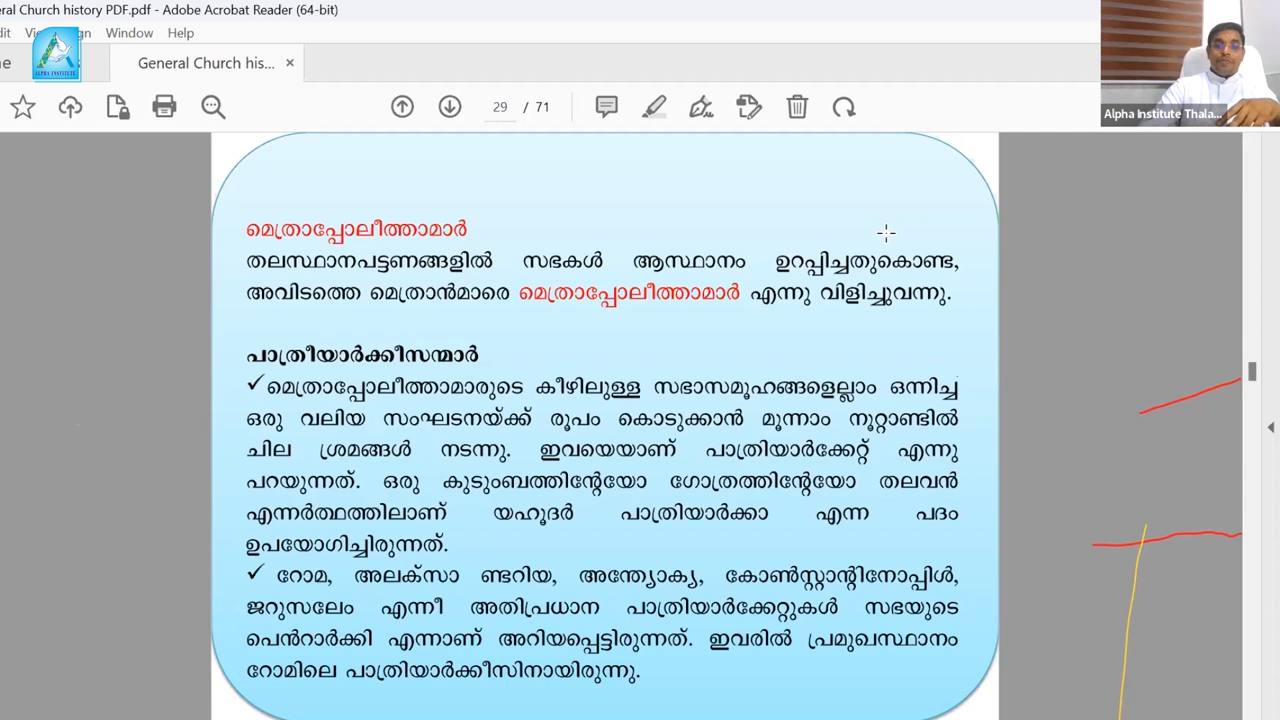 eral Church history PDF.pdf - Adobe Acrobat Reader (64-bit)
Window Help
ALPHA INSTITUTE
General Church his... ×
29 / 71
Alpha Institute Thala...
മെത്രാപ്പോലീത്താമാർ
തലസ്ഥാനപട്ടണങ്ങളിൽ സഭകൾ ആസ്ഥാനം ഉറപ്പിച്ചതുകൊണ്ട,
അവിടത്തെ മെത്രാൻമാരെ മെത്രാപ്പോലീത്താമാർ എന്നു വിളിച്ചുവന്നു.
പാത്രീയാർക്കീസന്മാർ
✓മെത്രാപ്പോലീത്താമാരുടെ കീഴിലുള്ള സഭാസമൂഹങ്ങളെല്ലാം ഒന്നിച്ച
ഒരു വലിയ സംഘടനയ്ക്ക് രൂപം കൊടുക്കാൻ മൂന്നാം നൂറ്റാണ്ടിൽ
ചില ശ്രമങ്ങൾ നടന്നു. ഇവയെയാണ് പാത്രിയാർക്കേറ്റ് എന്നു
പറയുന്നത്. ഒരു കുടുംബത്തിന്റേയോ ഗോത്രത്തിന്റേയോ തലവൻ
എന്നർത്ഥത്തിലാണ് യഹൂദർ പാത്രിയാർക്കാ എന്ന പദം
ഉപയോഗിച്ചിരുന്നത്.
✓ റോമ, അലക്സാ ണ്ടറിയ, അന്ത്യോക്യ, കോൺസ്റ്റാന്റിനോപ്പിൾ,
ജറുസലേം എന്നീ അതിപ്രധാന പാത്രിയാർക്കേറ്റുകൾ സഭയുടെ
പെൻറാർക്കി എന്നാണ് അറിയപ്പെട്ടിരുന്നത്. ഇവരിൽ പ്രമുഖസ്ഥാനം
റോമിലെ പാത്രിയാർക്കീസിനായിരുന്നു.